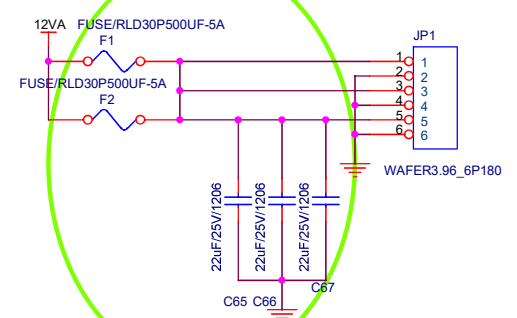 12VA FUSE/RLD30P500UF-5A
F1
JP1
1 1
2 2
FUSE/RLD30P500UF-5A
3 3
F2
4 4
5 5
6 6
WAFER3.96_6P180
22uF/25V/1206
22uF/25V/1206
22uF/25V/1206
C67
C65 C66